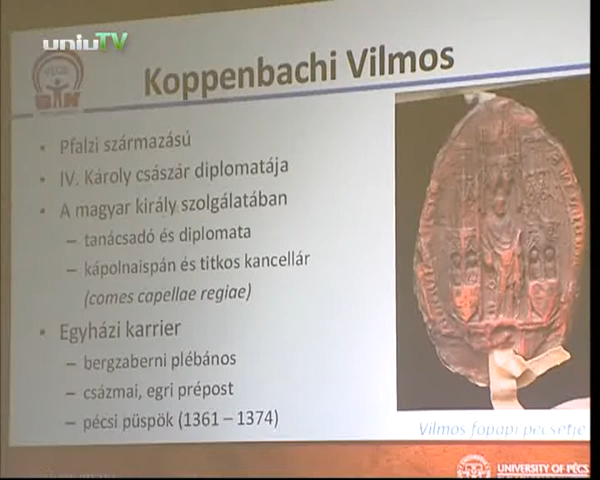 uniuTV
Koppenbachi Vilmos
• Pfalzi származású
• IV. Károly császár diplomatája
• A magyar király szolgálatában
– tanácsadó és diplomata
– kápolnaispán és titkos kancellár
(comes capellae regiae)
• Egyházi karrier
– bergzaberni plébános
– császmai, egri prépost
– pécsi püspök (1361 – 1374)
Vilmos főpapi pecsétje
UNIVERSITY OF PÉCS